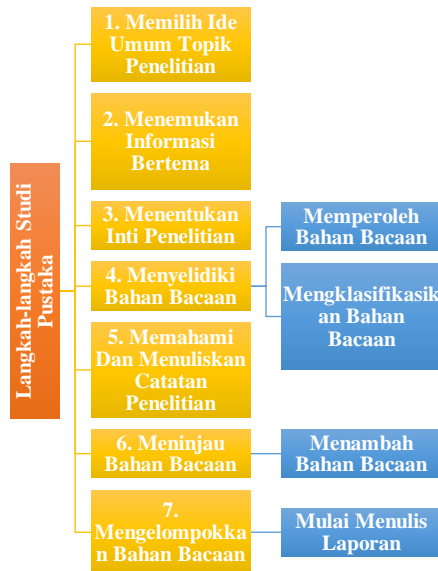 Langkah-langkah Studi
Pustaka
1. Memilih Ide
Umum Topik
Penelitian
2. Menemukan
Informasi
Bertema
3. Menentukan
Inti Penelitian
4. Menyelidiki
Bahan Bacaan
Memperoleh
Bahan Bacaan
Mengklasifikasik
an Bahan
Bacaan
5. Memahami
Dan Menuliskan
Catatan
Penelitian
6. Meninjau
Bahan Bacaan
Menambah
Bahan Bacaan
7.
Mengelompokka
n Bahan Bacaan
Mulai Menulis
Laporan